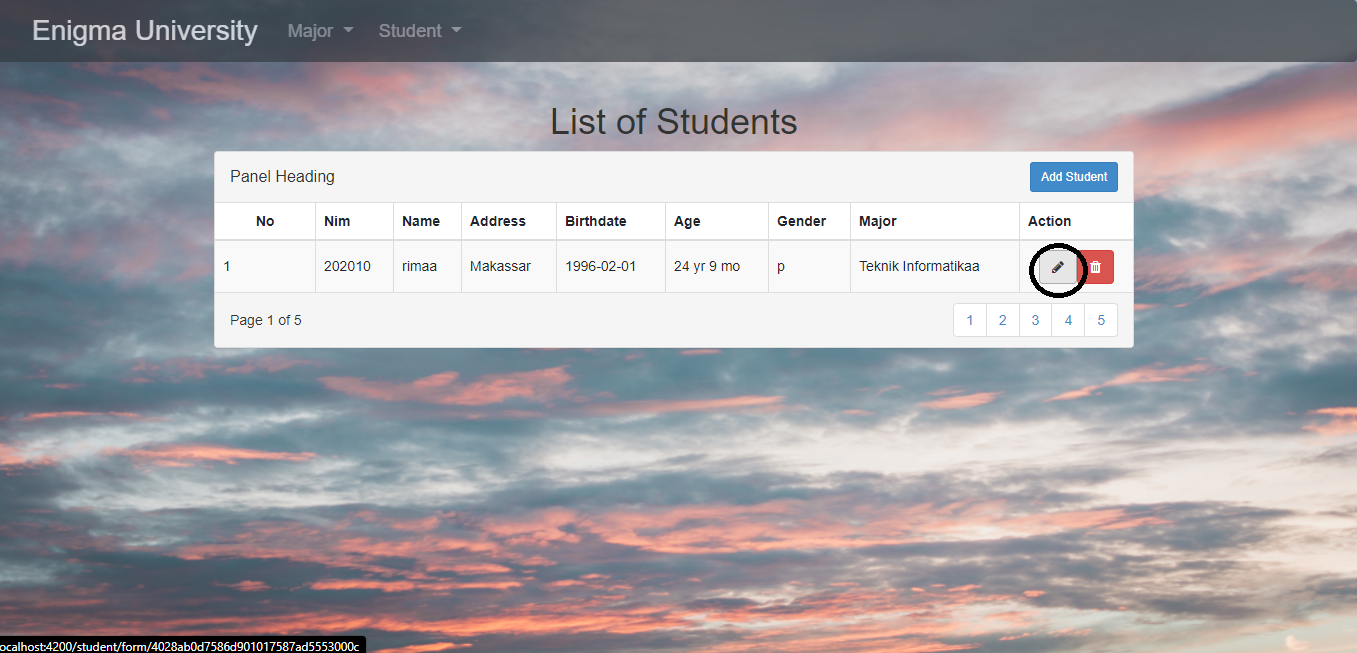 Enigma University Major Student
List of Students
Panel Heading Add Student
No Nim Name Address Birthdate Age Gender Major Action
1 202010 rimaa Makassar 1996-02-01 24 yr 9 mo p Teknik Informatikaa
Page 1 of 5 1 2 3 4 5
ocalhost:4200/student/form/4028ab0d7586d901017587ad5553000c